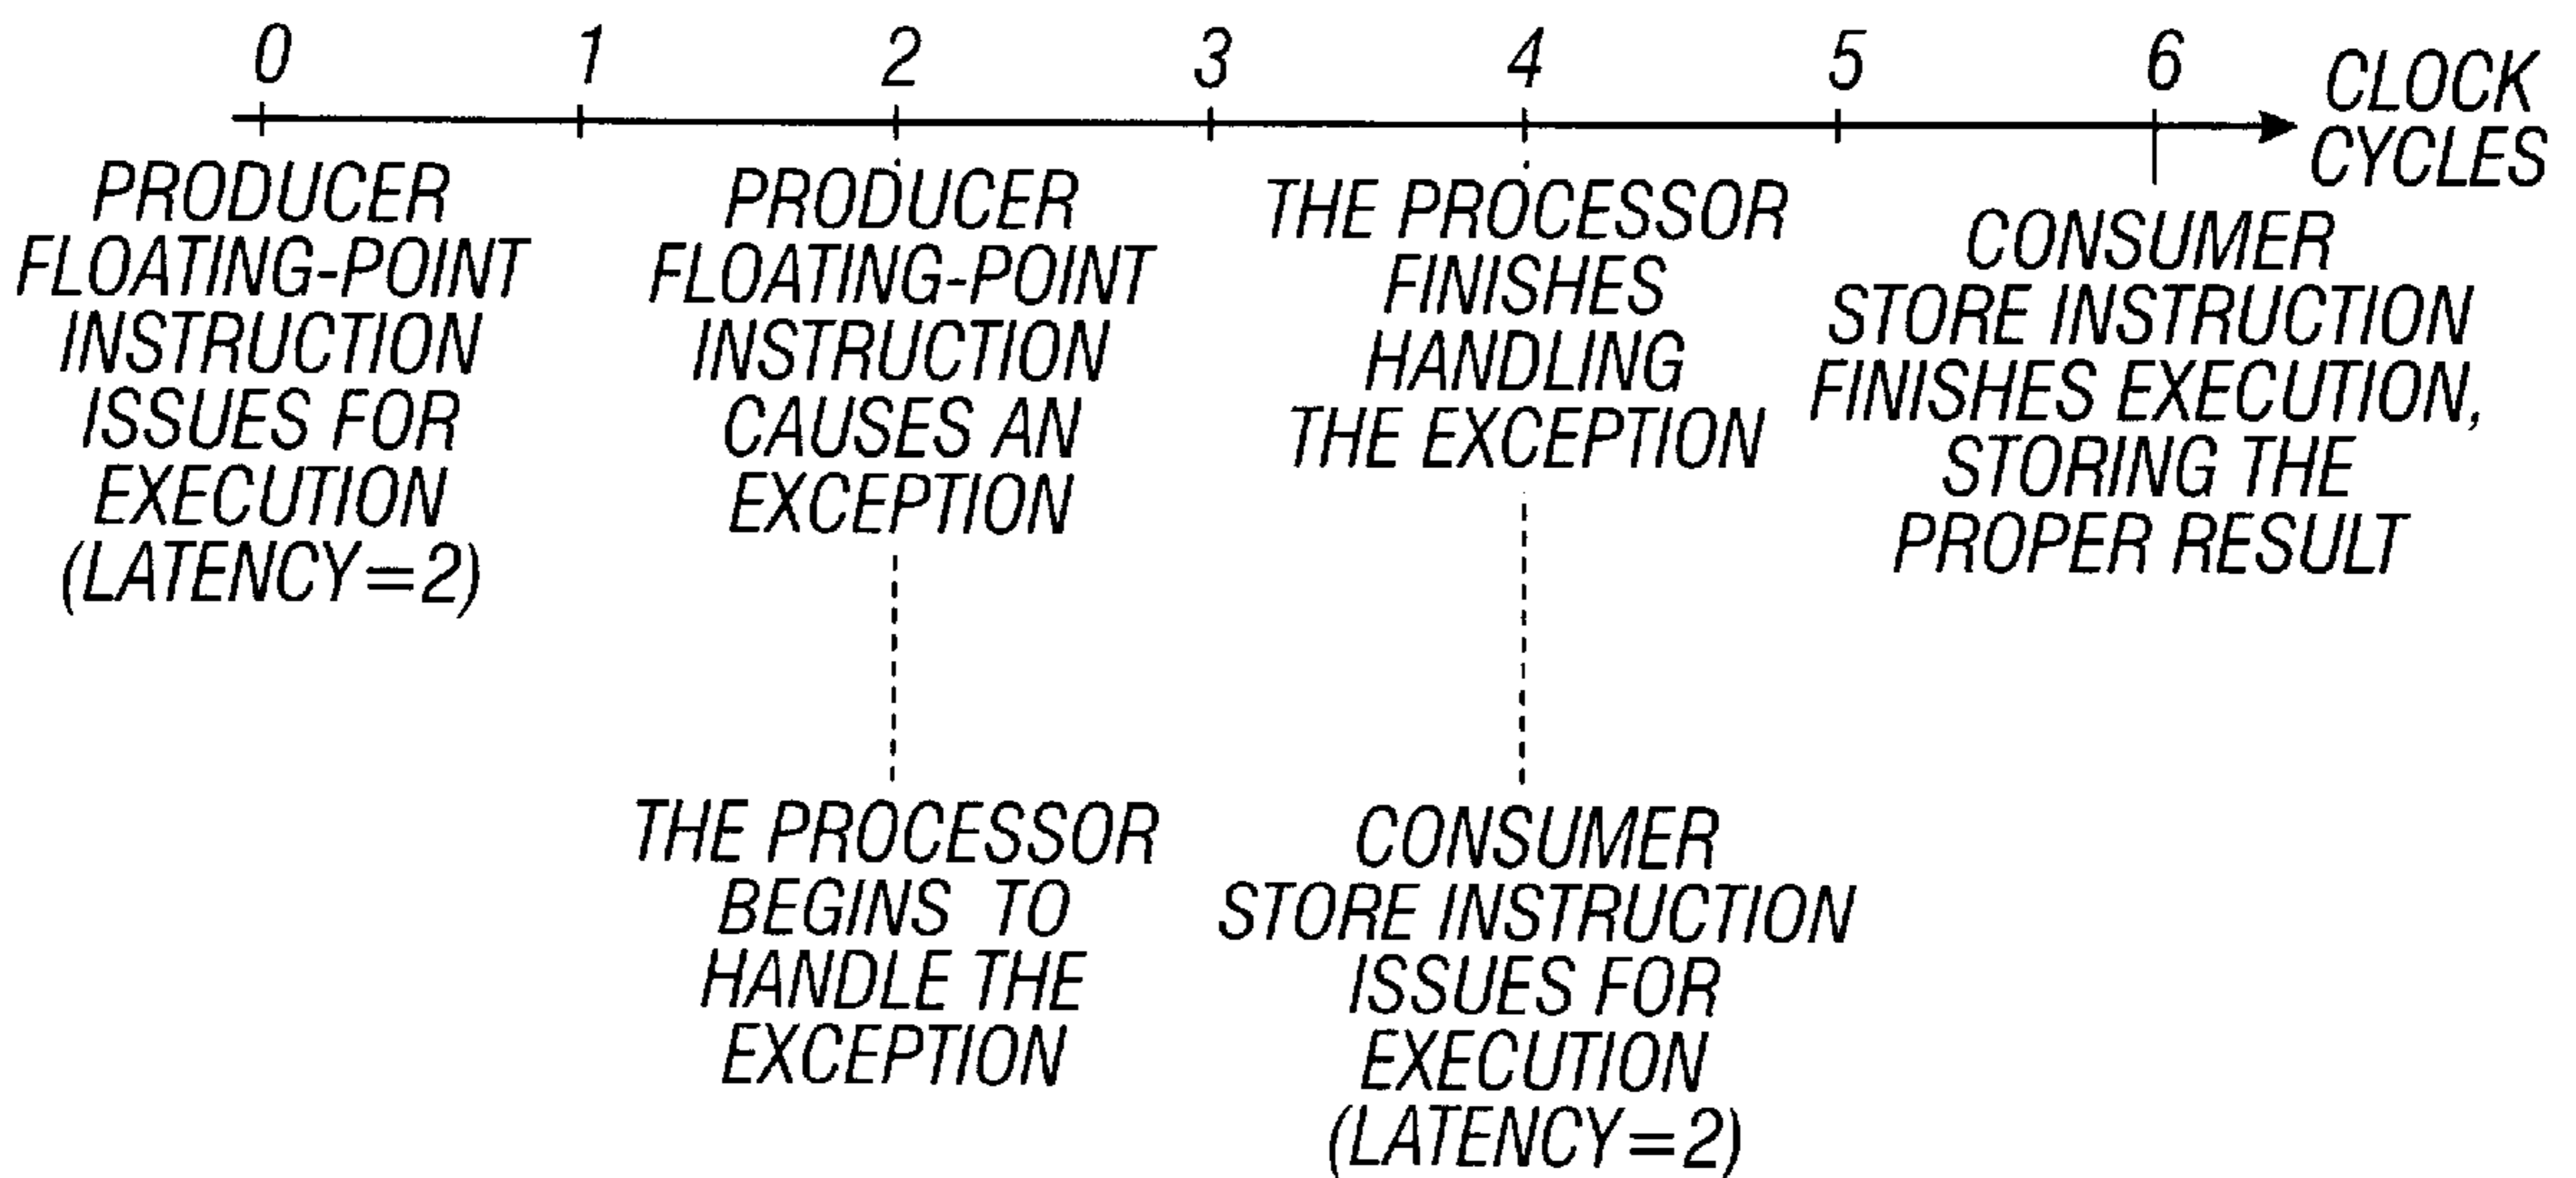 0 1 2 3 4 5 6
CLOCK
CYCLES
PRODUCER
FLOATING-POINT
INSTRUCTION
ISSUES FOR
EXECUTION
(LATENCY=2)
PRODUCER
FLOATING-POINT
INSTRUCTION
CAUSES AN
EXCEPTION
THE PROCESSOR
BEGINS TO
HANDLE THE
EXCEPTION
THE PROCESSOR
FINISHES
HANDLING
THE EXCEPTION
CONSUMER
STORE INSTRUCTION
ISSUES FOR
EXECUTION
(LATENCY=2)
CONSUMER
STORE INSTRUCTION
FINISHES EXECUTION,
STORING THE
PROPER RESULT